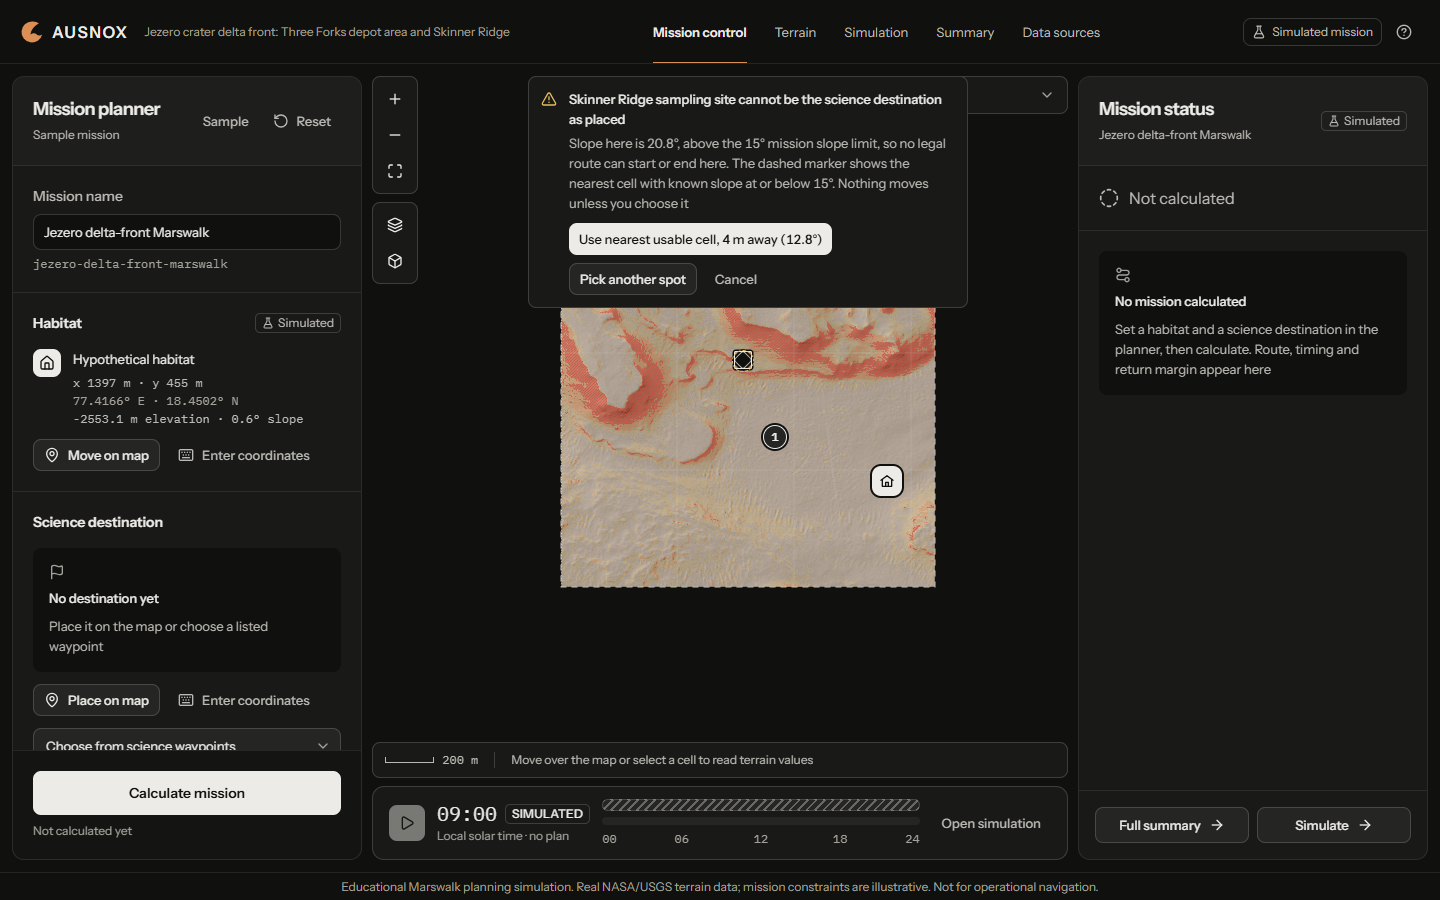 AUSNOX
Jezero crater delta front: Three Forks depot area and Skinner Ridge
Mission control
Terrain
Simulation
Summary
Data sources
Simulated mission
Mission planner
Sample mission
Sample
Reset
Mission name
Jezero delta-front Marswalk
jezero-delta-front-marswalk
Habitat
Simulated
Hypothetical habitat
x 1397 m · y 455 m
77.4166° E · 18.4502° N
-2553.1 m elevation · 0.6° slope
Move on map
Enter coordinates
Science destination
No destination yet
Place it on the map or choose a listed
waypoint
Place on map
Enter coordinates
Choose from science waypoints
Calculate mission
Not calculated yet
Skinner Ridge sampling site cannot be the science destination
as placed
Slope here is 20.8°, above the 15° mission slope limit, so no legal
route can start or end here. The dashed marker shows the
nearest cell with known slope at or below 15°. Nothing moves
unless you choose it
Use nearest usable cell, 4 m away (12.8°)
Pick another spot
Cancel
1
200 m
Move over the map or select a cell to read terrain values
09:00
SIMULATED
Local solar time · no plan
00
06
12
18
24
Open simulation
Mission status
Jezero delta-front Marswalk
Simulated
Not calculated
No mission calculated
Set a habitat and a science destination in the
planner, then calculate. Route, timing and
return margin appear here
Full summary
Simulate
Educational Marswalk planning simulation. Real NASA/USGS terrain data; mission constraints are illustrative. Not for operational navigation.